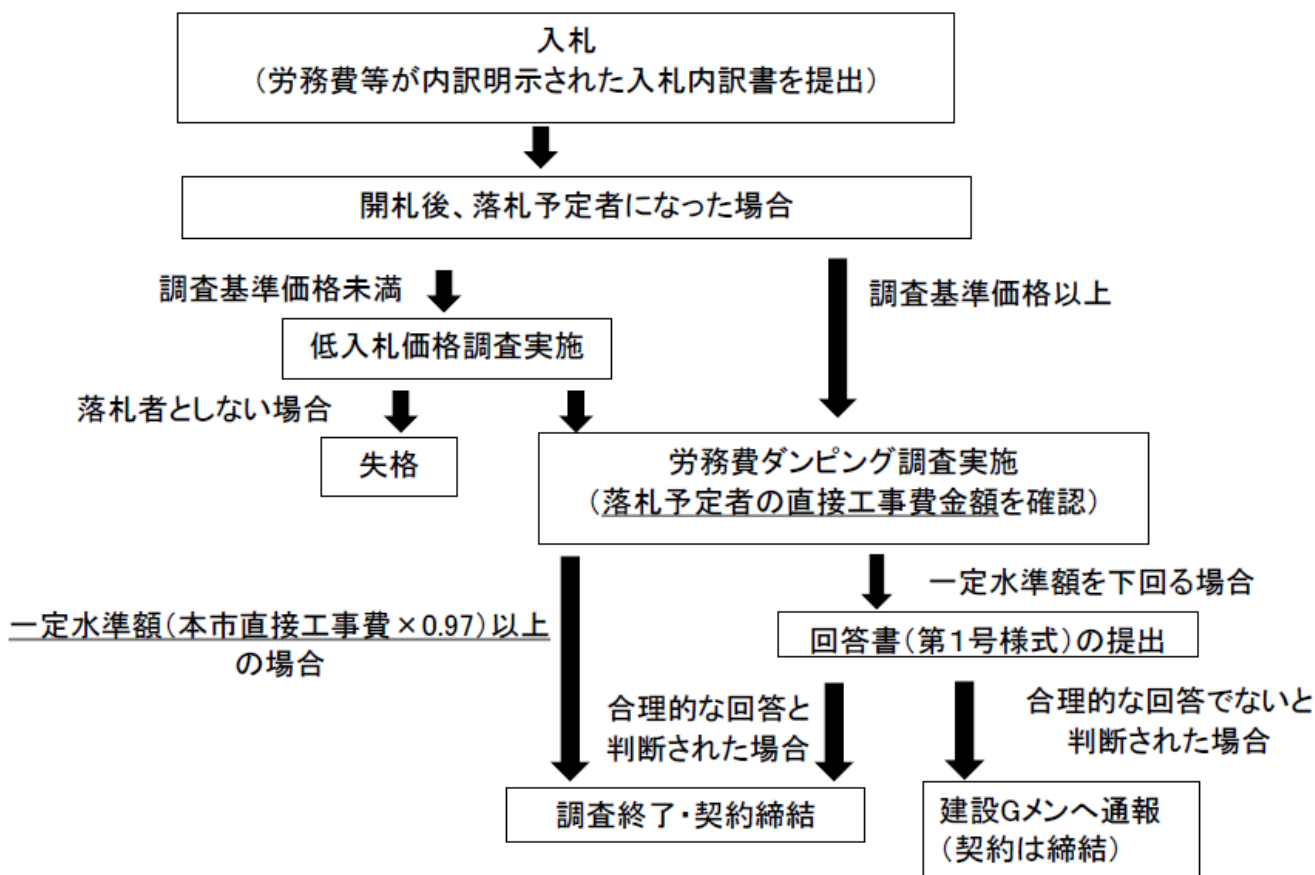 入札
（労務費等が内訳明示された入札内訳書を提出）
開札後、落札予定者になった場合
調査基準価格未満
調査基準価格以上
低入札価格調査実施
落札者としない場合
失格
労務費ダンピング調査実施
（落札予定者の直接工事費金額を確認）
一定水準額を下回る場合
一定水準額（本市直接工事費×0.97）以上
の場合
回答書（第１号様式）の提出
合理的な回答と
判断された場合
合理的な回答でないと
判断された場合
調査終了・契約締結
建設Gメンへ通報
（契約は締結）